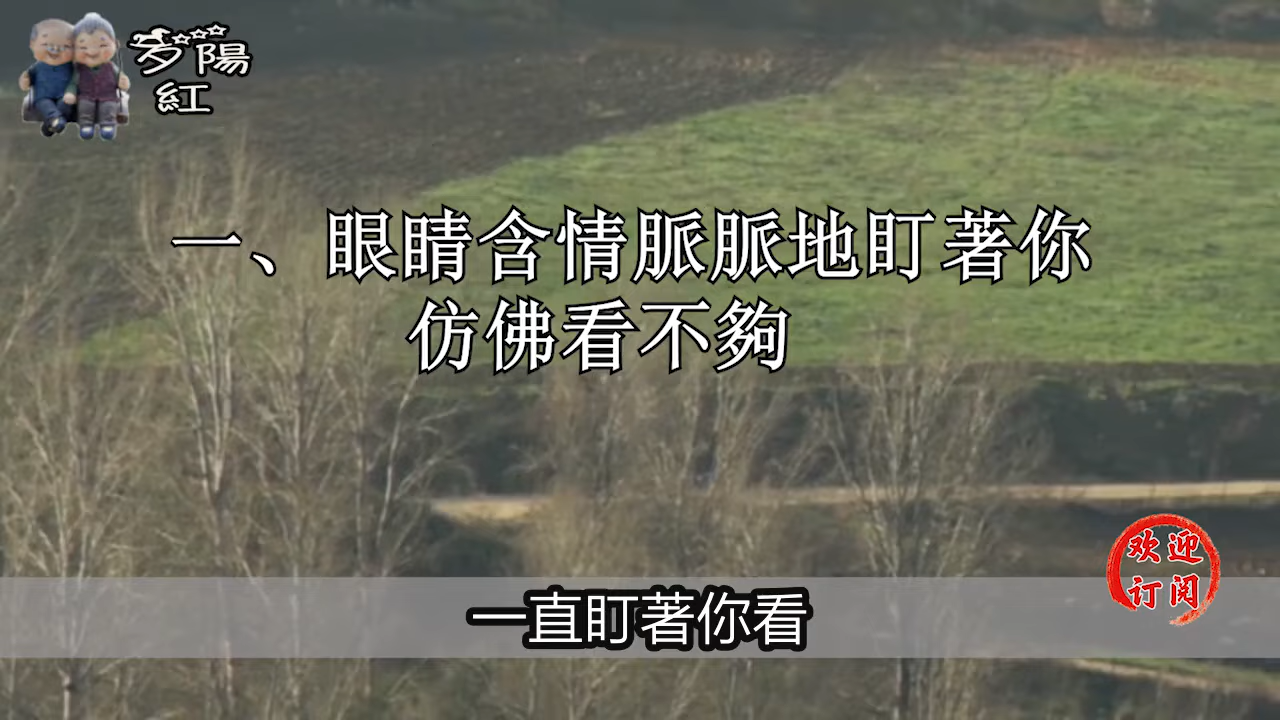 夕陽
紅
一、眼睛含情脈脈地盯著你
仿佛看不夠
欢迎
订阅
一直盯著你看